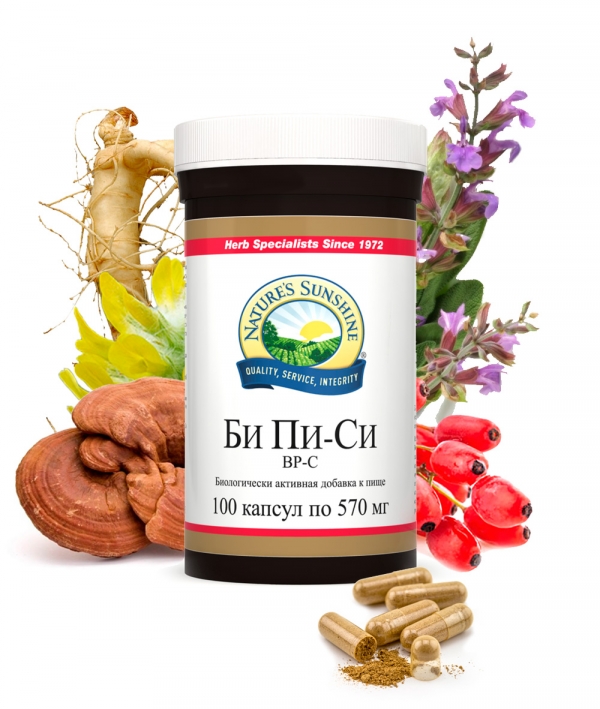 Herb Specialists Since 1972
NATURE'S SUNSHINE
®
QUALITY, SERVICE, INTEGRITY
Би Пи-Си
BP-C
Биологически активная добавка к пище
100 капсул по 570 мг